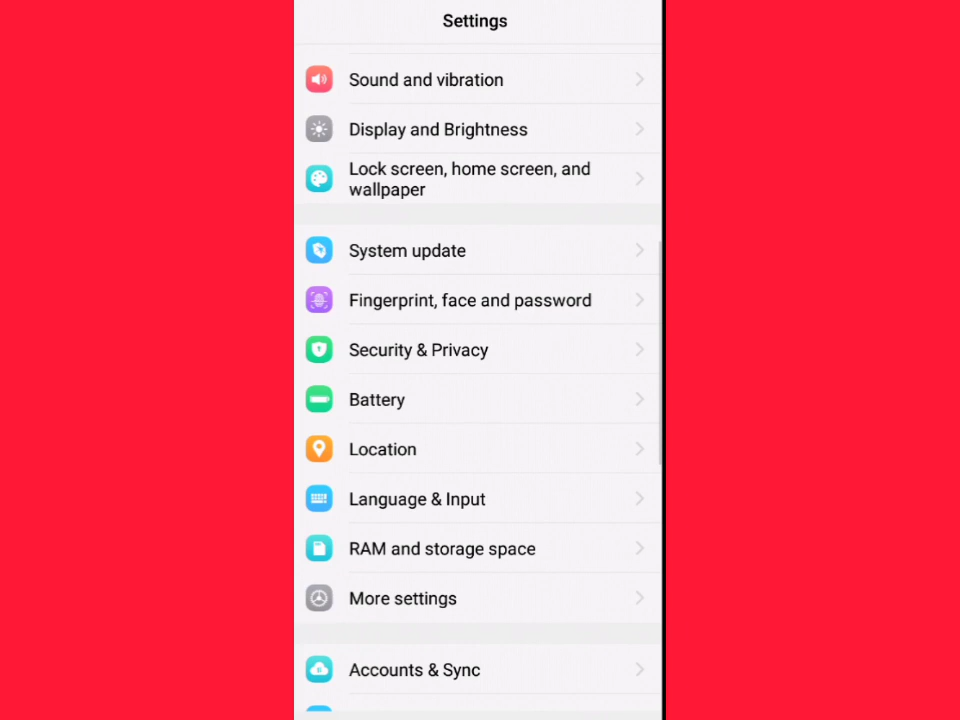 Settings
Sound and vibration
Display and Brightness
Lock screen, home screen, and
wallpaper
System update
Fingerprint, face and password
Security & Privacy
Battery
Location
Language & Input
RAM and storage space
More settings
Accounts & Sync